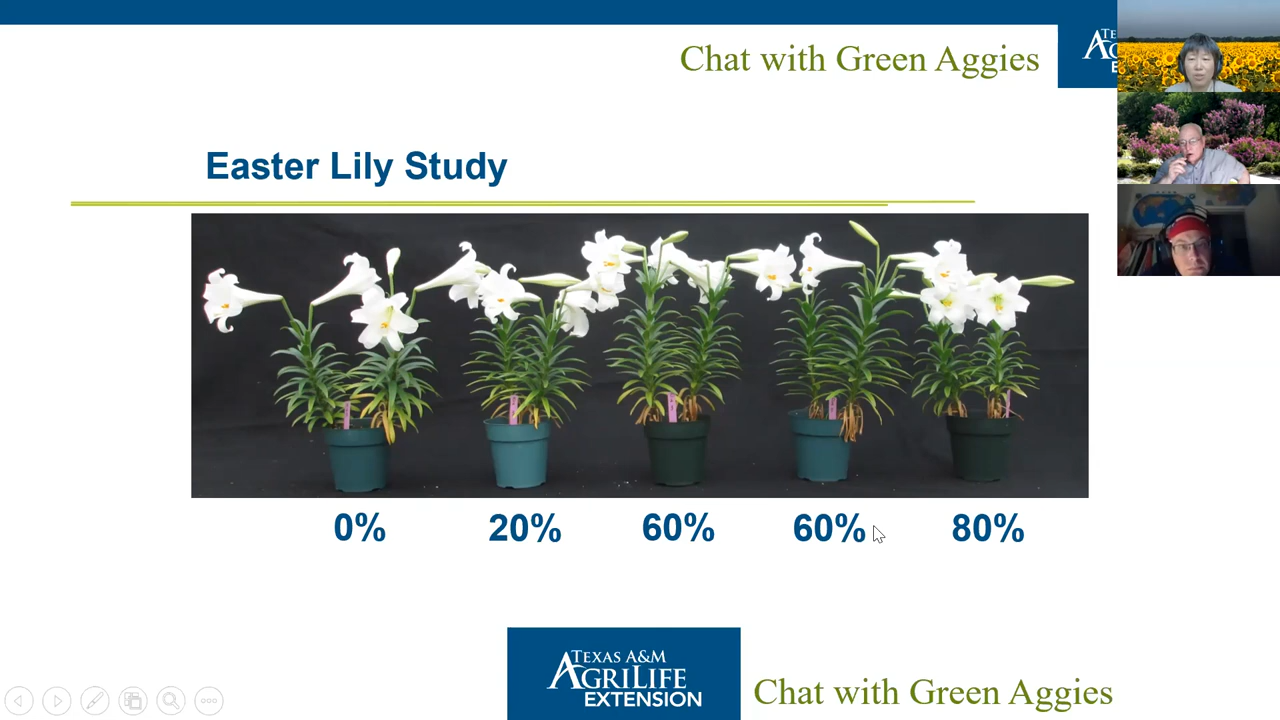 Chat with Green Aggies
Easter Lily Study
0% 20% 60% 60% 80%
TEXAS A&M
AGRILIFE
EXTENSION
Chat with Green Aggies